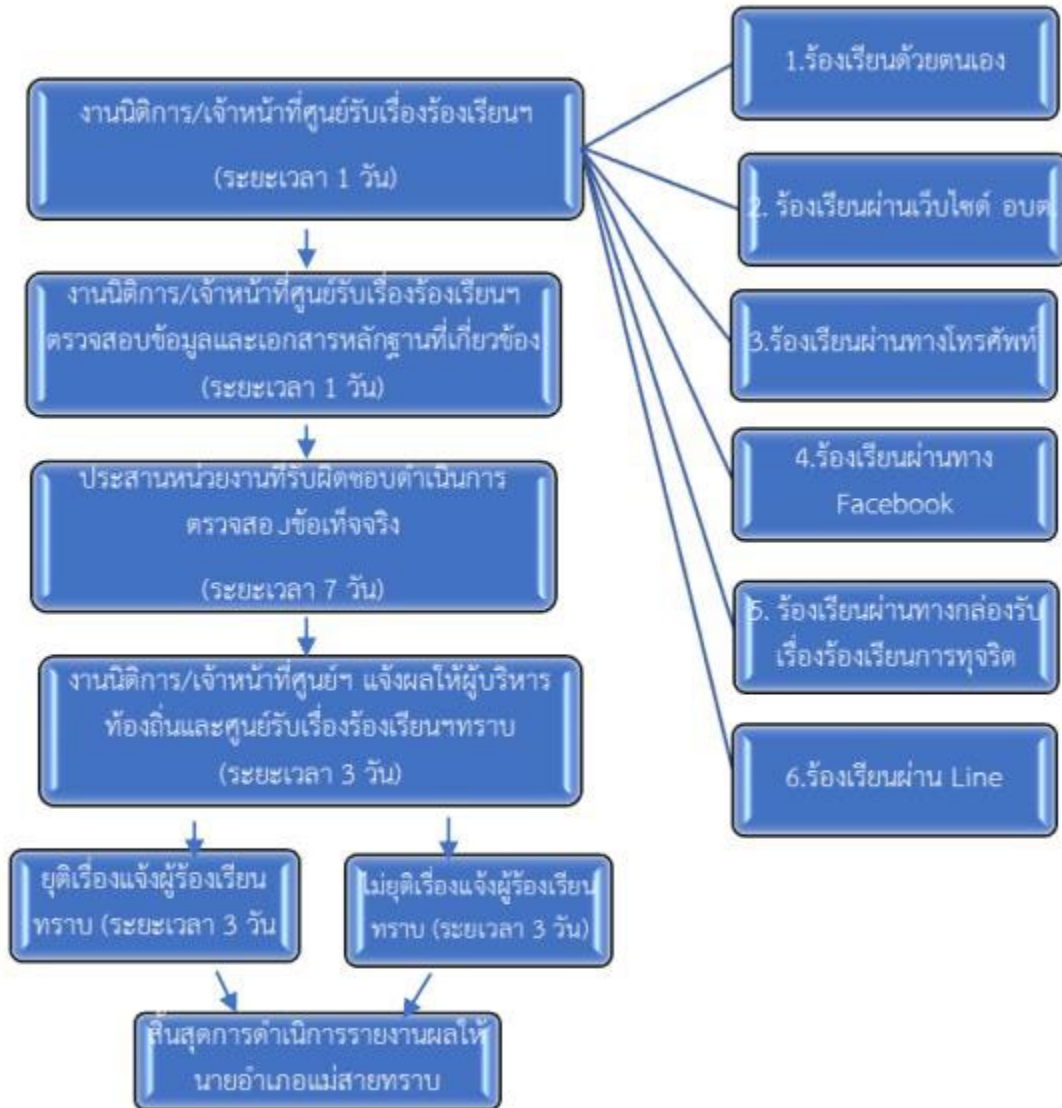 งานนิติการ/เจ้าหน้าที่ศูนย์รับเรื่องร้องเรียนฯ
(ระยะเวลา 1 วัน)
งานนิติการ/เจ้าหน้าที่ศูนย์รับเรื่องร้องเรียนฯ
ตรวจสอบข้อมูลและเอกสารหลักฐานที่เกี่ยวข้อง
(ระยะเวลา 1 วัน)
ประสานหน่วยงานที่รับผิดชอบดำเนินการ
ตรวจสอบข้อเท็จจริง
(ระยะเวลา 7 วัน)
งานนิติการ/เจ้าหน้าที่ศูนย์ฯ แจ้งผลให้ผู้บริหาร
ท้องถิ่นและศูนย์รับเรื่องร้องเรียนฯทราบ
(ระยะเวลา 3 วัน)
ยุติเรื่องแจ้งผู้ร้องเรียน
ทราบ (ระยะเวลา 3 วัน
ไม่ยุติเรื่องแจ้งผู้ร้องเรียน
ทราบ (ระยเวลา 3 วัน)
สิ้นสุดการดำเนิการรายงานผลให้
นายอำเภอแม่สายทราบ
1.ร้องเรียนด้วยตนเอง
2. ร้องเรียนผ่านเว็บไซต์ อบต
3.ร้องเรียนผ่านทางโทรศัพท์
4.ร้องเรียนผ่านทาง
Facebook
5. ร้องเรียนผ่านทางกล่องรับ
เรื่องร้องเรียนการทุจริต
6.ร้องเรียนผ่าน Line